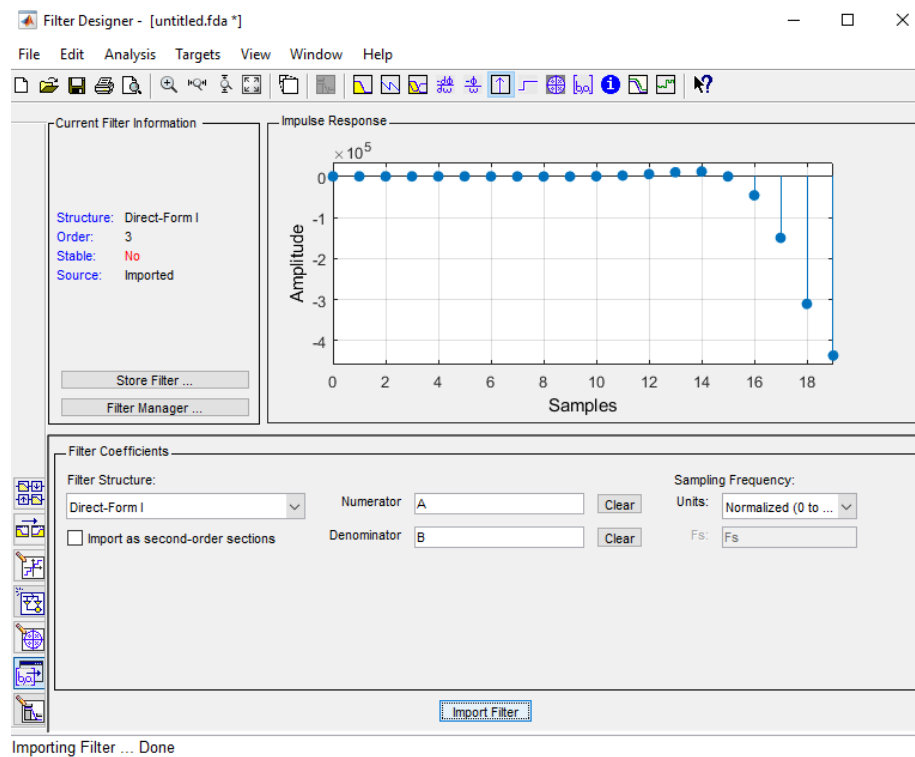 Filter Designer - [untitled.fda *]
File Edit Analysis Targets View Window Help
Current Filter Information
Structure: Direct-Form I
Order: 3
Stable: No
Source: Imported
Store Filter ...
Filter Manager ...
Impulse Response
×10^5
0
-1
-2
-3
-4
Amplitude
0 2 4 6 8 10 12 14 16 18
Samples
Filter Coefficients
Filter Structure:
Direct-Form I
Import as second-order sections
Numerator A Clear
Denominator B Clear
Sampling Frequency:
Units: Normalized (0 to ...
Fs: Fs
Import Filter
Importing Filter ... Done